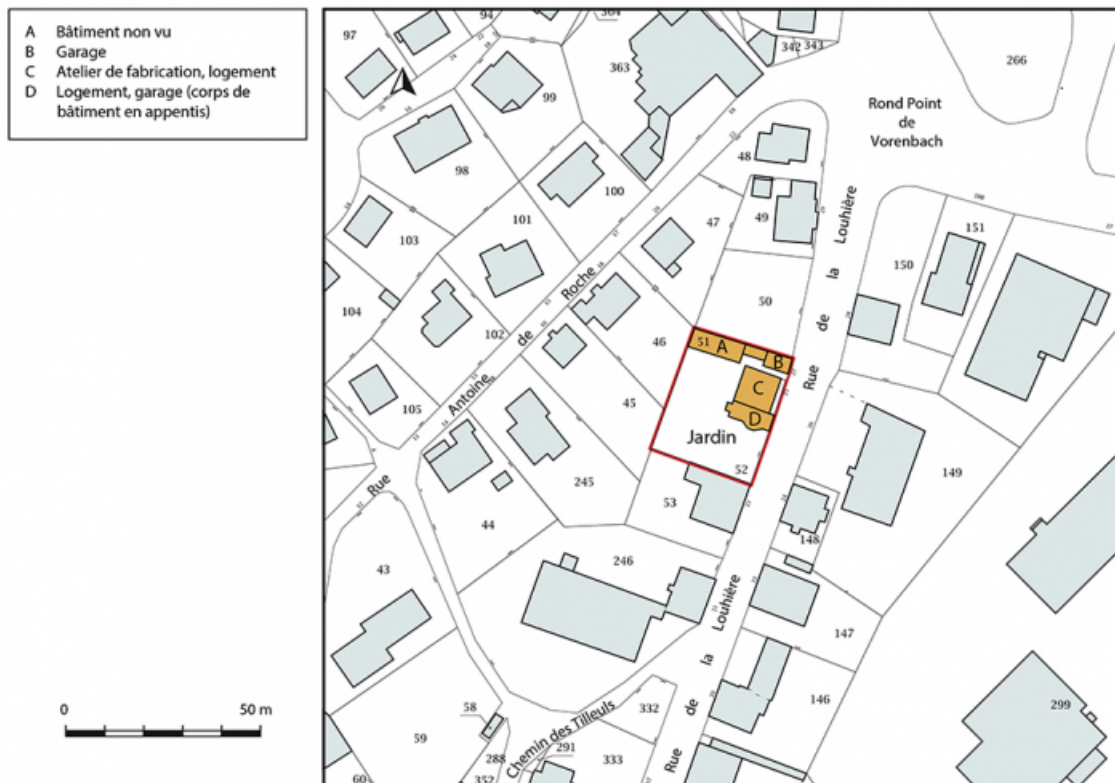 A Bâtiment non vu
B Garage
C Atelier de fabrication, logement
D Logement, garage (corps de
bâtiment en appentis)
0 50 m
94
97
363
342 343
266
Rond Point
de
Vorenbach
99
98
48
100
47
49
101
103
151
150
50
104
102
46
51 A
B
C
D
Jardin
52
105
45
245
53
149
44
148
246
43
147
146
332
58
59
288
291
333
299
60
352
Rue Antoine de Roche
Rue de la Louhière
Rue de la Louhière
Chemin des Tilleuls